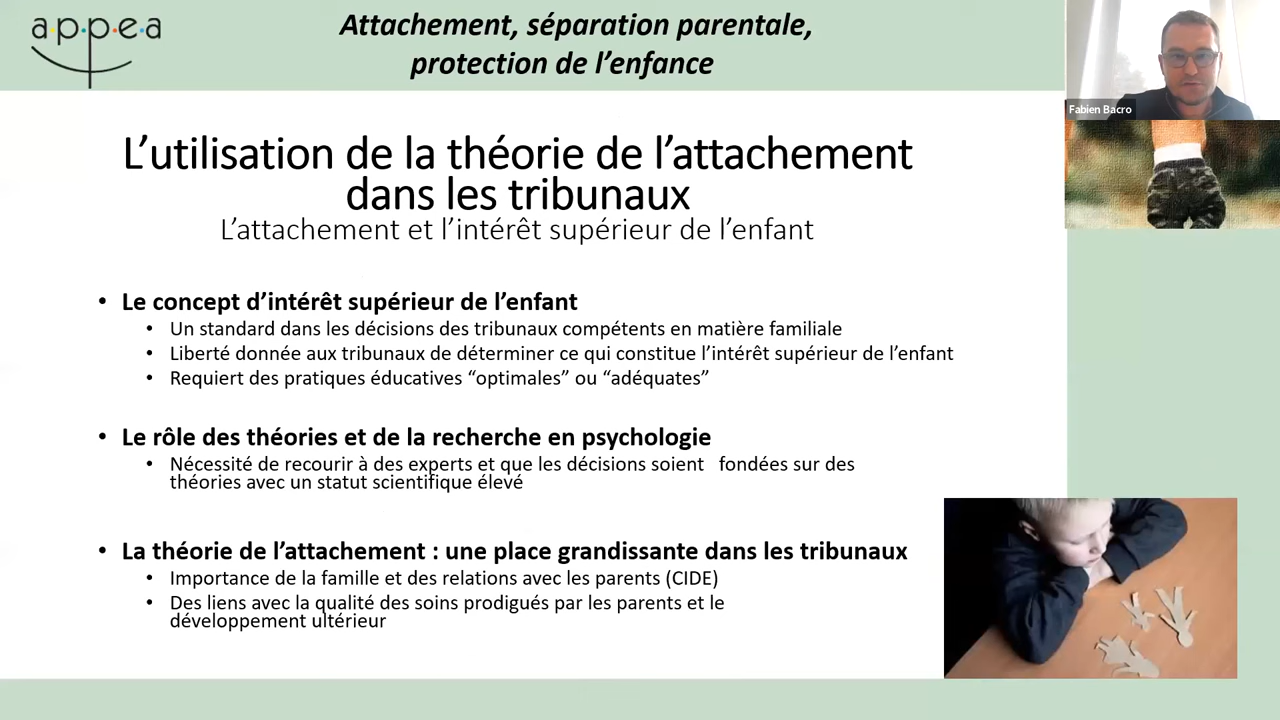 a·p·p·e·a
Attachement, séparation parentale,
protection de l'enfance
Fabien Bacro
L'utilisation de la théorie de l'attachement
dans les tribunaux
L'attachement et l'intérêt supérieur de l'enfant
• Le concept d'intérêt supérieur de l'enfant
• Un standard dans les décisions des tribunaux compétents en matière familiale
• Liberté donnée aux tribunaux de déterminer ce qui constitue l'intérêt supérieur de l'enfant
• Requiert des pratiques éducatives “optimales” ou “adéquates”
• Le rôle des théories et de la recherche en psychologie
• Nécessité de recourir à des experts et que les décisions soient fondées sur des
théories avec un statut scientifique élevé
• La théorie de l'attachement : une place grandissante dans les tribunaux
• Importance de la famille et des relations avec les parents (CIDE)
• Des liens avec la qualité des soins prodigués par les parents et le
développement ultérieur